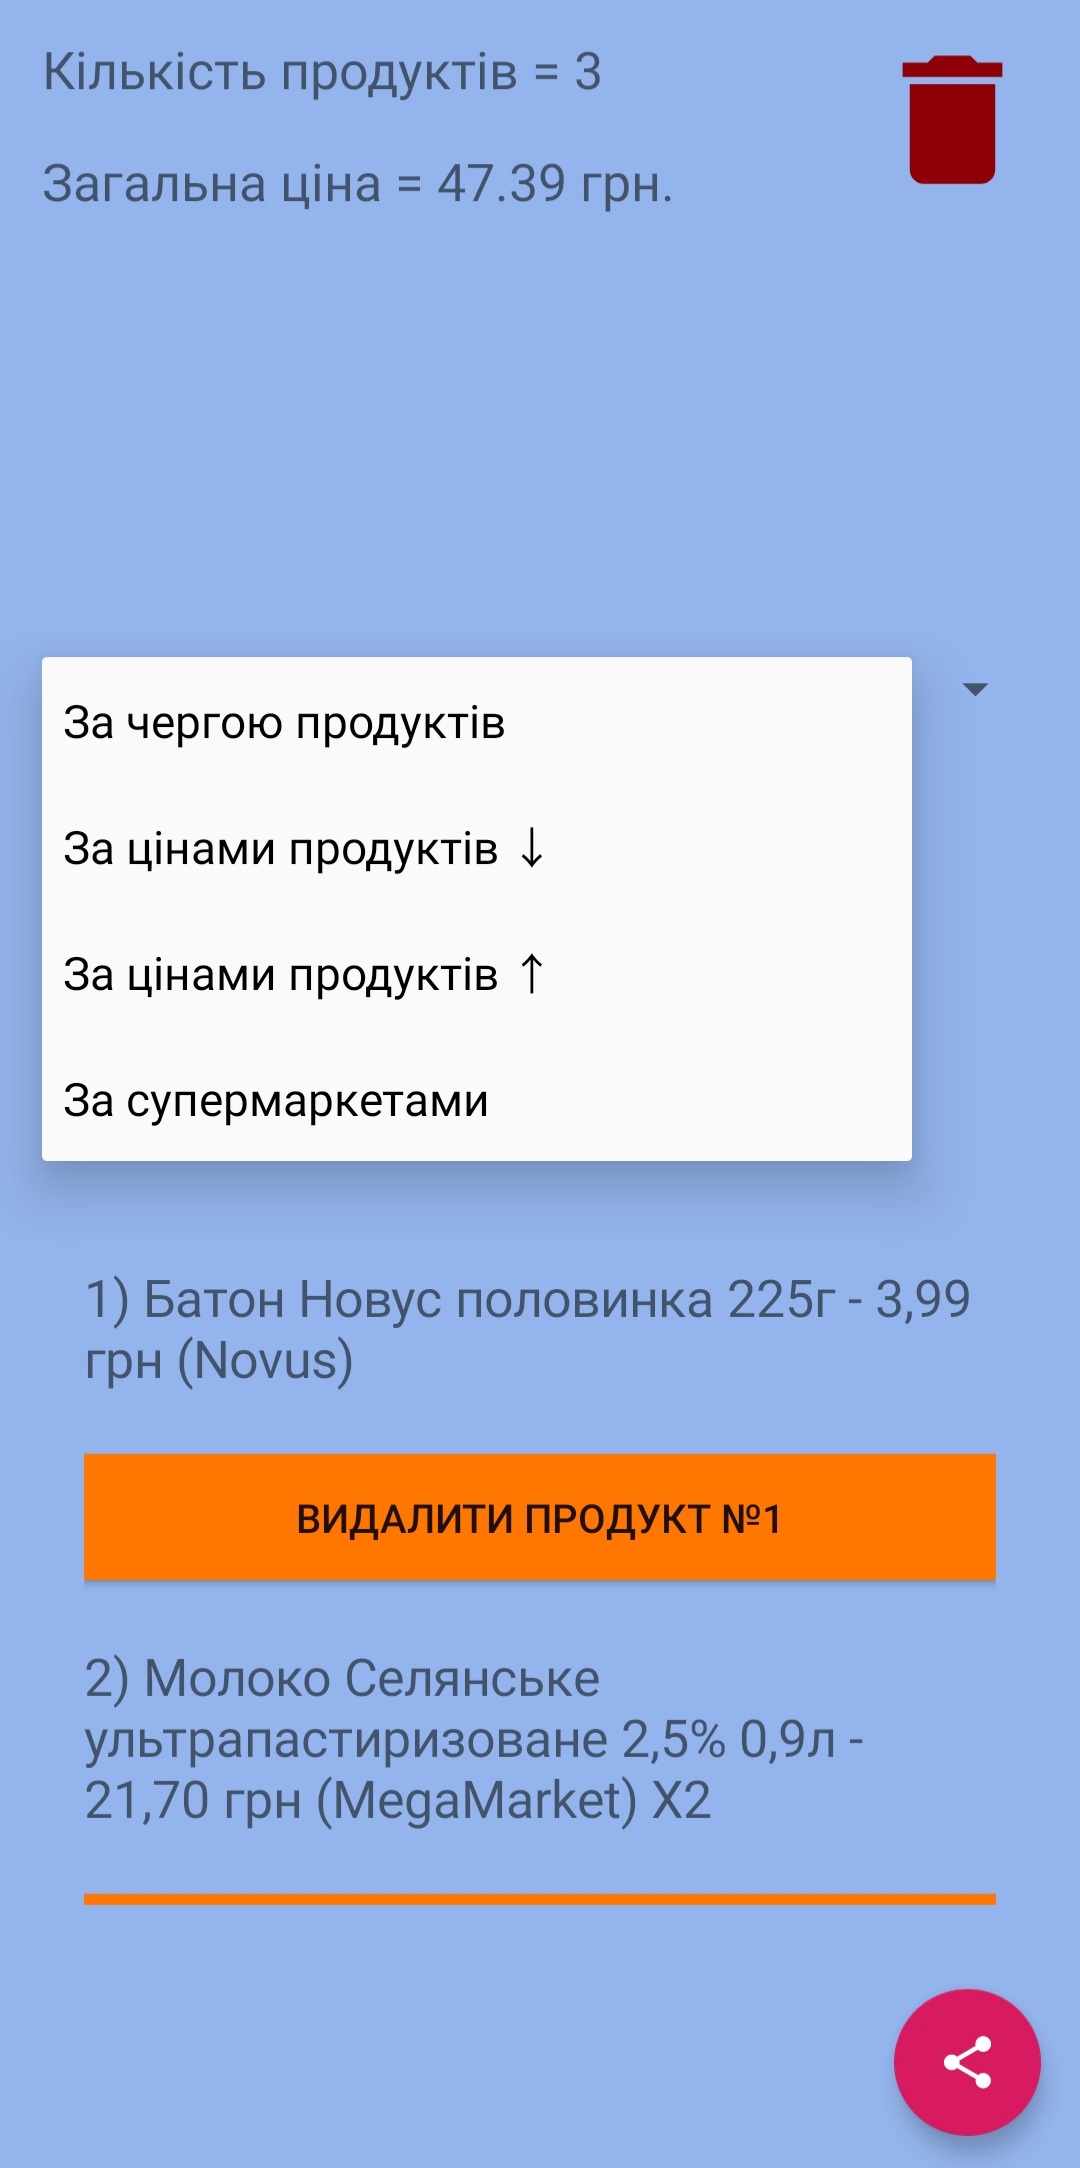 Кількість продуктів = 3
Загальна ціна = 47.39 грн.
За чергою продуктів
За цінами продуктів ↓
За цінами продуктів ↑
За супермаркетами
1) Батон Новус половинка 225г - 3,99
грн (Novus)
ВИДАЛИТИ ПРОДУКТ №1
2) Молоко Селянське
ультрапастиризоване 2,5% 0,9л -
21,70 грн (MegaMarket) X2